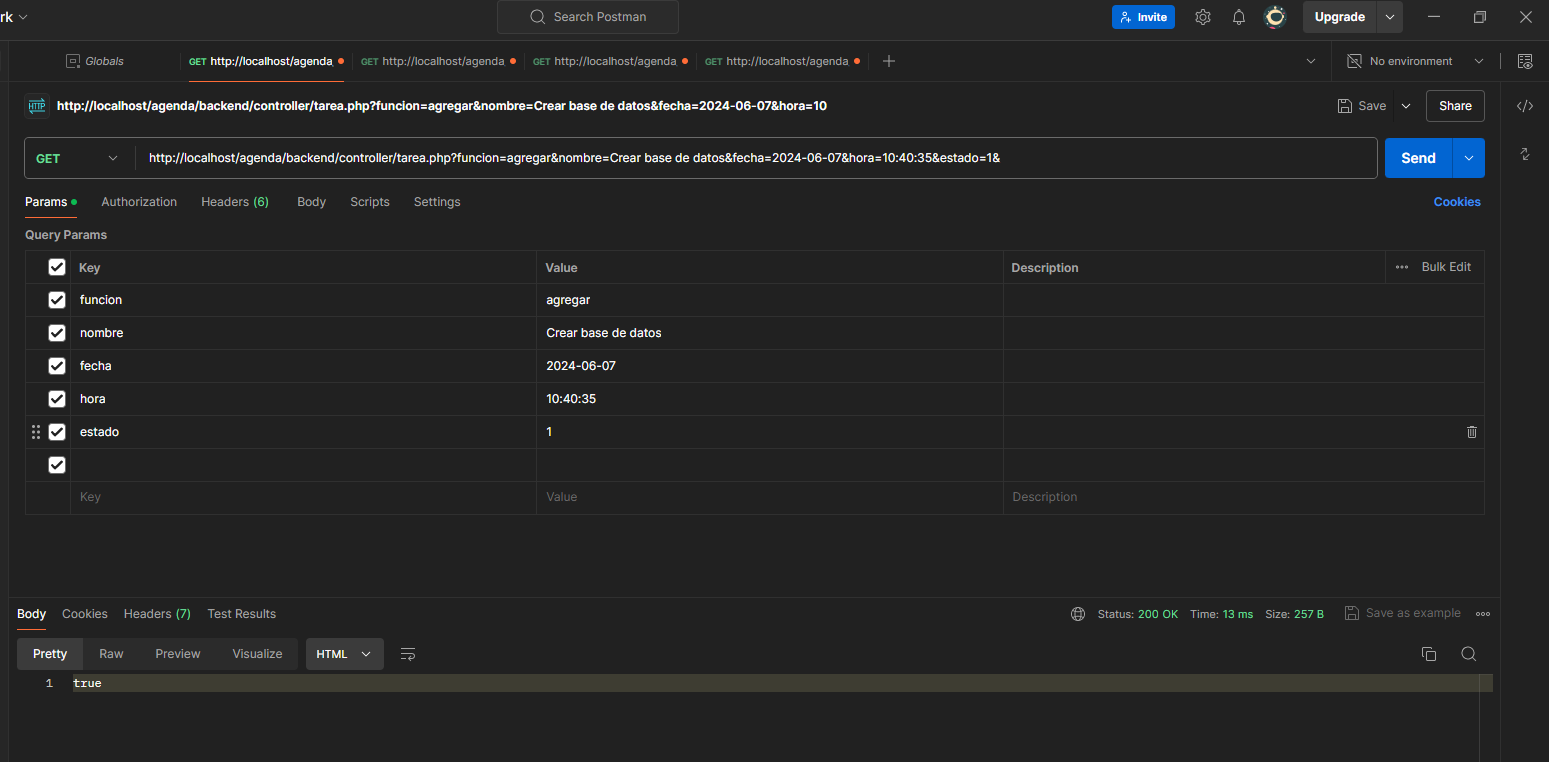 rk
Search Postman
Invite
Upgrade
Globals
GET http://localhost/agenda
GET http://localhost/agenda
GET http://localhost/agenda
GET http://localhost/agenda
No environment
HTTP
http://localhost/agenda/backend/controller/tarea.php?funcion=agregar&nombre=Crear base de datos&fecha=2024-06-07&hora=10
Save
Share
GET
http://localhost/agenda/backend/controller/tarea.php?funcion=agregar&nombre=Crear base de datos&fecha=2024-06-07&hora=10:40:35&estado=1&
Send
Params Authorization Headers (6) Body Scripts Settings
Cookies
Query Params
Key Value Description ••• Bulk Edit
funcion agregar
nombre Crear base de datos
fecha 2024-06-07
hora 10:40:35
estado 1
Key Value Description
Body Cookies Headers (7) Test Results
Status: 200 OK Time: 13 ms Size: 257 B Save as example
Pretty Raw Preview Visualize HTML
1 true